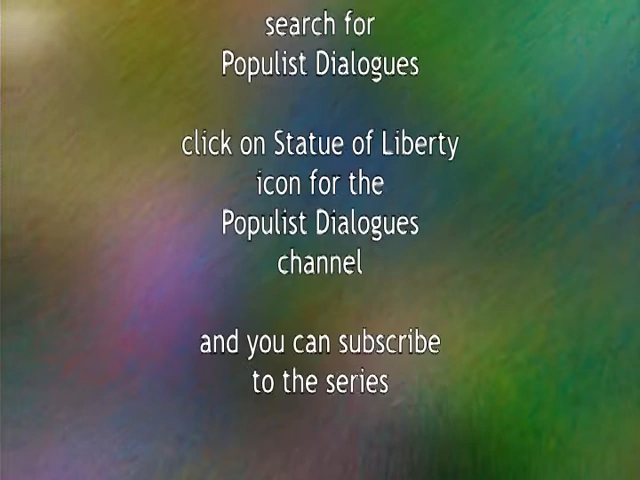 search for
Populist Dialogues
click on Statue of Liberty
icon for the
Populist Dialogues
channel
and you can subscribe
to the series